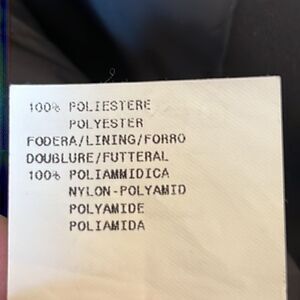 100% POLIESTERE
POLYESTER
FODERA/LINING/FORRO
DOUBLURE/FUTTERAL
100% POLIAMMIDICA
NYLON-POLYAMID
POLYAMIDE
POLIAMIDA